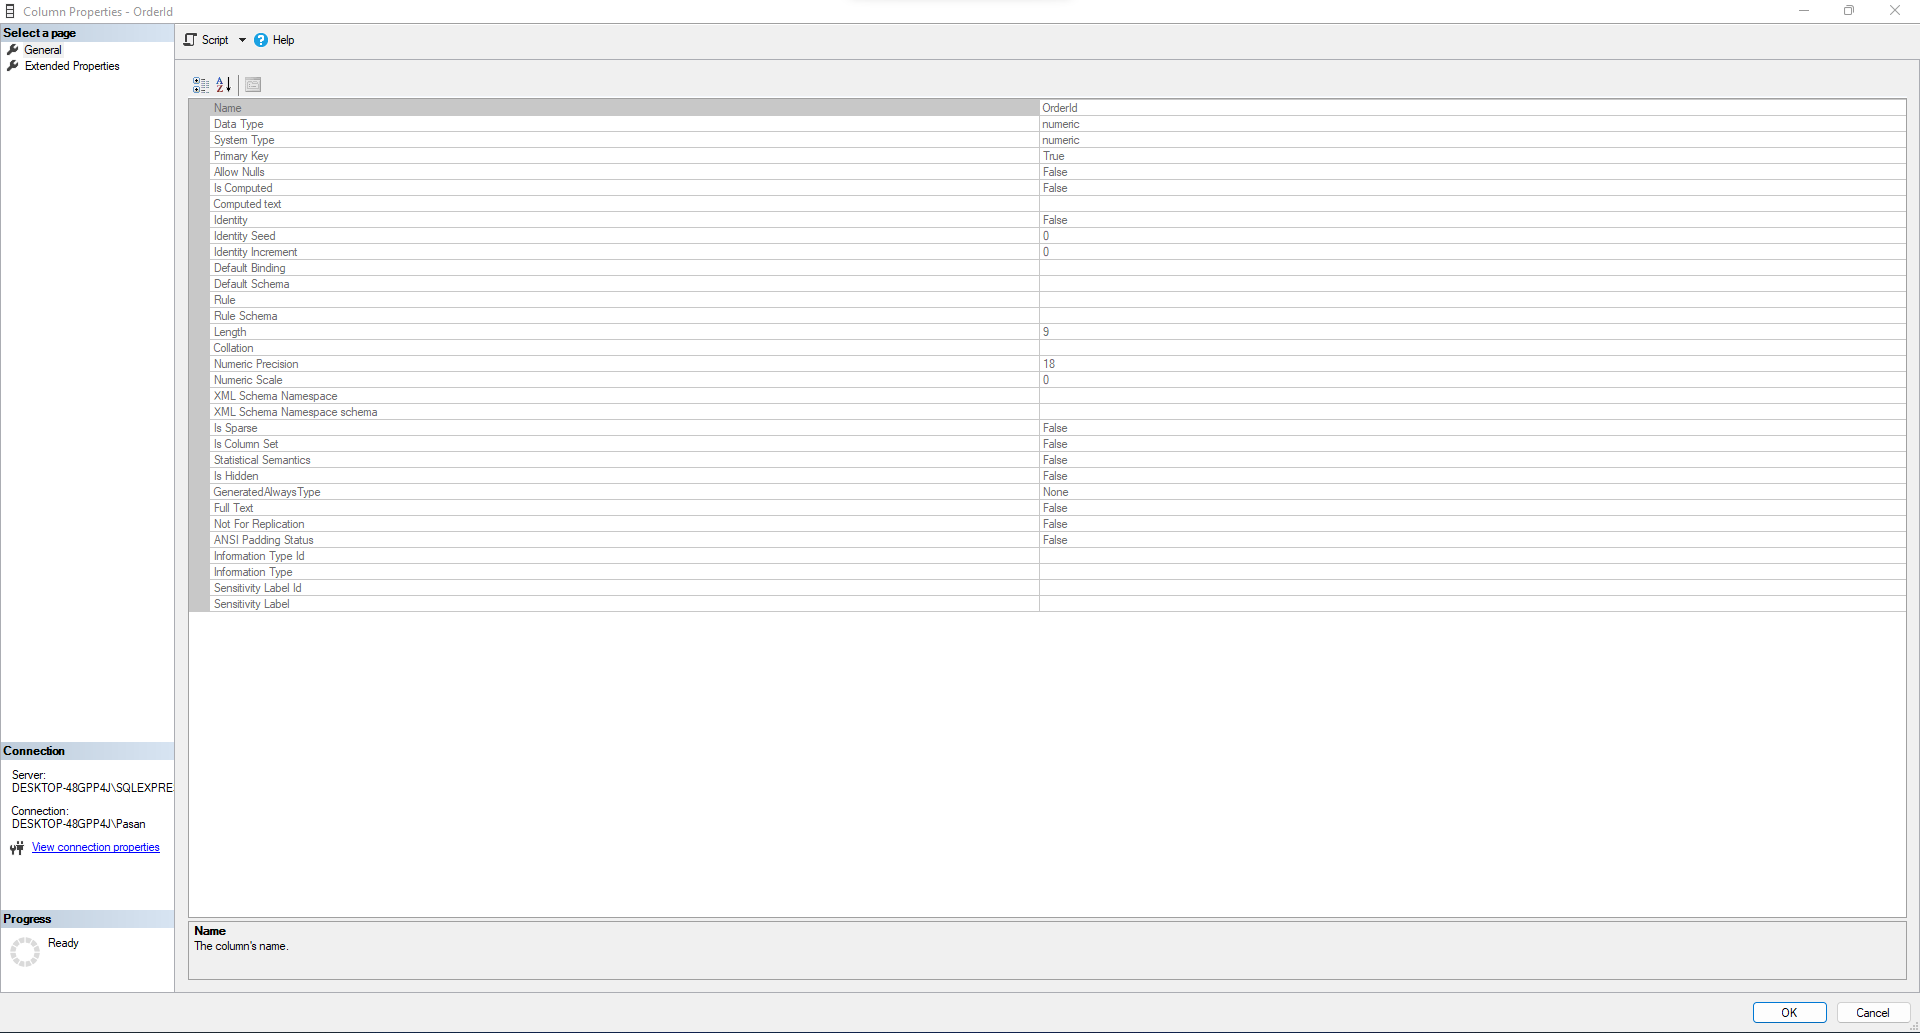 Column Properties - OrderId
Select a page
General
Extended Properties
Script
Help
Name OrderId
Data Type numeric
System Type numeric
Primary Key True
Allow Nulls False
Is Computed False
Computed text
Identity False
Identity Seed 0
Identity Increment 0
Default Binding
Default Schema
Rule
Rule Schema
Length 9
Collation
Numeric Precision 18
Numeric Scale 0
XML Schema Namespace
XML Schema Namespace schema
Is Sparse False
Is Column Set False
Statistical Semantics False
Is Hidden False
GeneratedAlwaysType None
Full Text False
Not For Replication False
ANSI Padding Status False
Information Type Id
Information Type
Sensitivity Label Id
Sensitivity Label
Connection
Server:
DESKTOP-48GPP4J\SQLEXPRE
Connection:
DESKTOP-48GPP4J\Pasan
View connection properties
Progress
Ready
Name
The column's name.
OK
Cancel